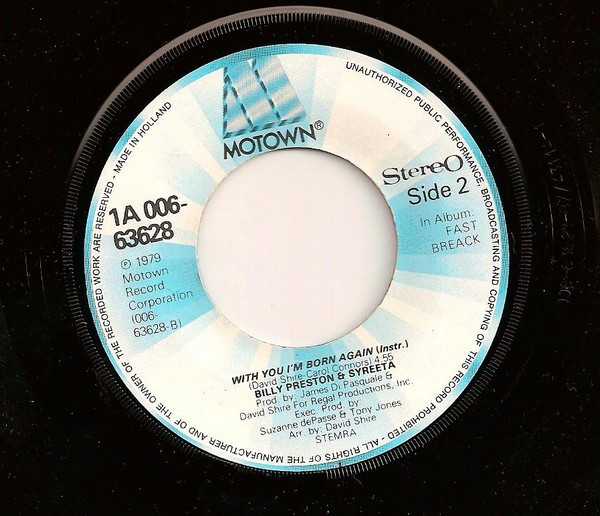 MOTOWN®
UNAUTHORIZED PUBLIC PERFORMANCE, BROADCASTING AND COPYING OF THIS RECORD PROHIBITED - ALL RIGHTS OF THE MANUFACTURER AND OF THE OWNER OF THE RECORDED WORK ARE RESERVED - MADE IN HOLLAND
Stereo
Side 2
In Album:
FAST
BREACK
1A 006-
63628
℗ 1979
Motown
Record
Corporation
(006-
63628-B)
WITH YOU I'M BORN AGAIN (Instr.)
(David Shire-Carol Connors) 4.55
BILLY PRESTON & SYREETA
Prod. by: James Di Pasquale &
David Shire For Regal Productions, Inc.
Exec. Prod. by:
Suzanne dePasse & Tony Jones
Arr. by: David Shire
STEMRA